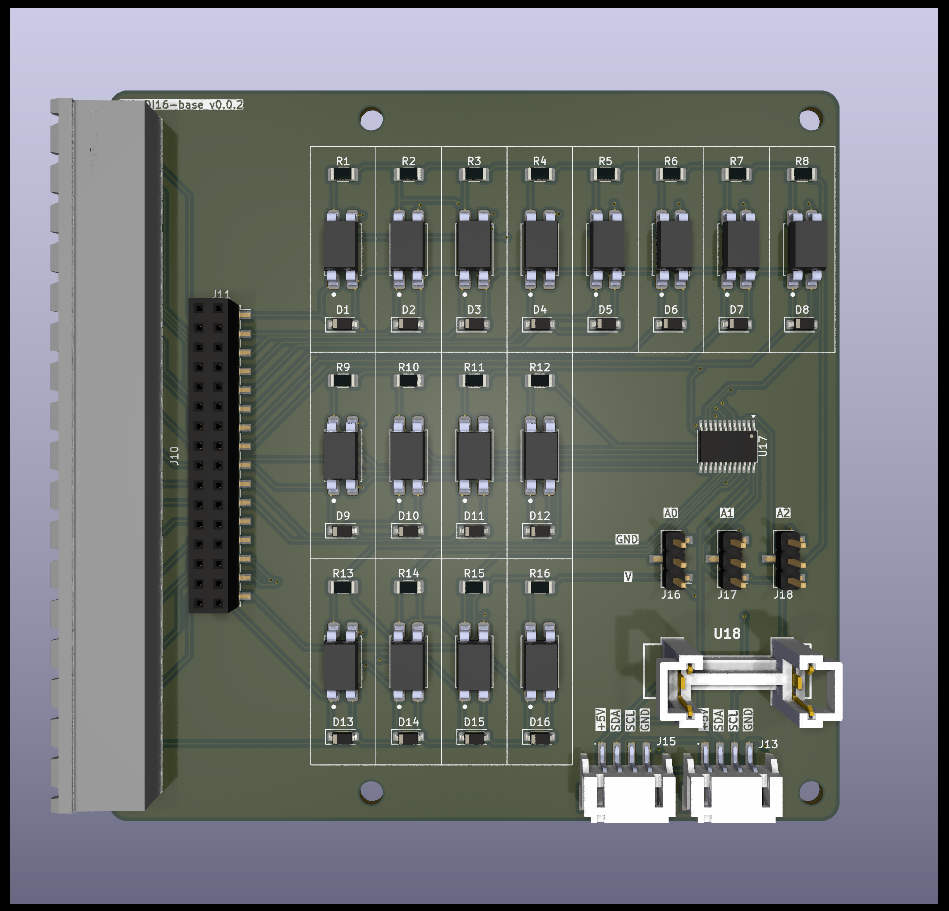 DI16-base v0.0.2
R1 R2 R3 R4 R5 R6 R7 R8
J11
D1 D2 D3 D4 D5 D6 D7 D8
R9 R10 R11 R12
J10
U17
D9 D10 D11 D12
A0 A1 A2
GND
V
R13 R14 R15 R16
J16 J17 J18
U18
+5V SDA SCL GND
+5V SDA SCL GND
D13 D14 D15 D16
J15 J13